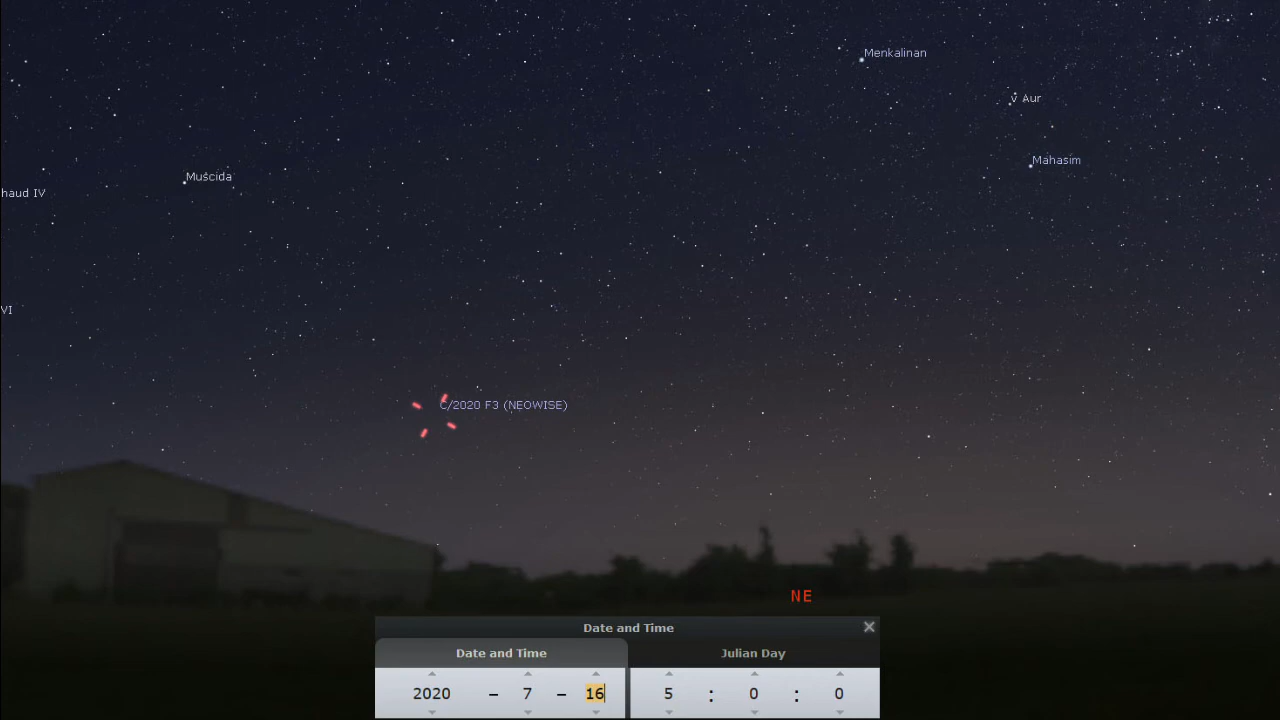 Menkalinan
ν Aur
Mahasim
Muscida
haud IV
VI
C/2020 F3 (NEOWISE)
NE
Date and Time
Date and Time Julian Day
2020 – 7 – 16 5 : 0 : 0